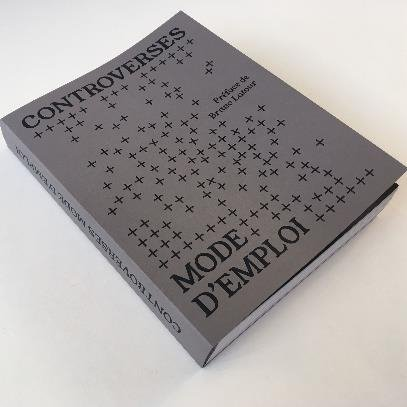 CONTROVERSES
Préface de
Bruno Latour
MODE
D'EMPLOI
CONTROVERSES MODE D'EMPLOI